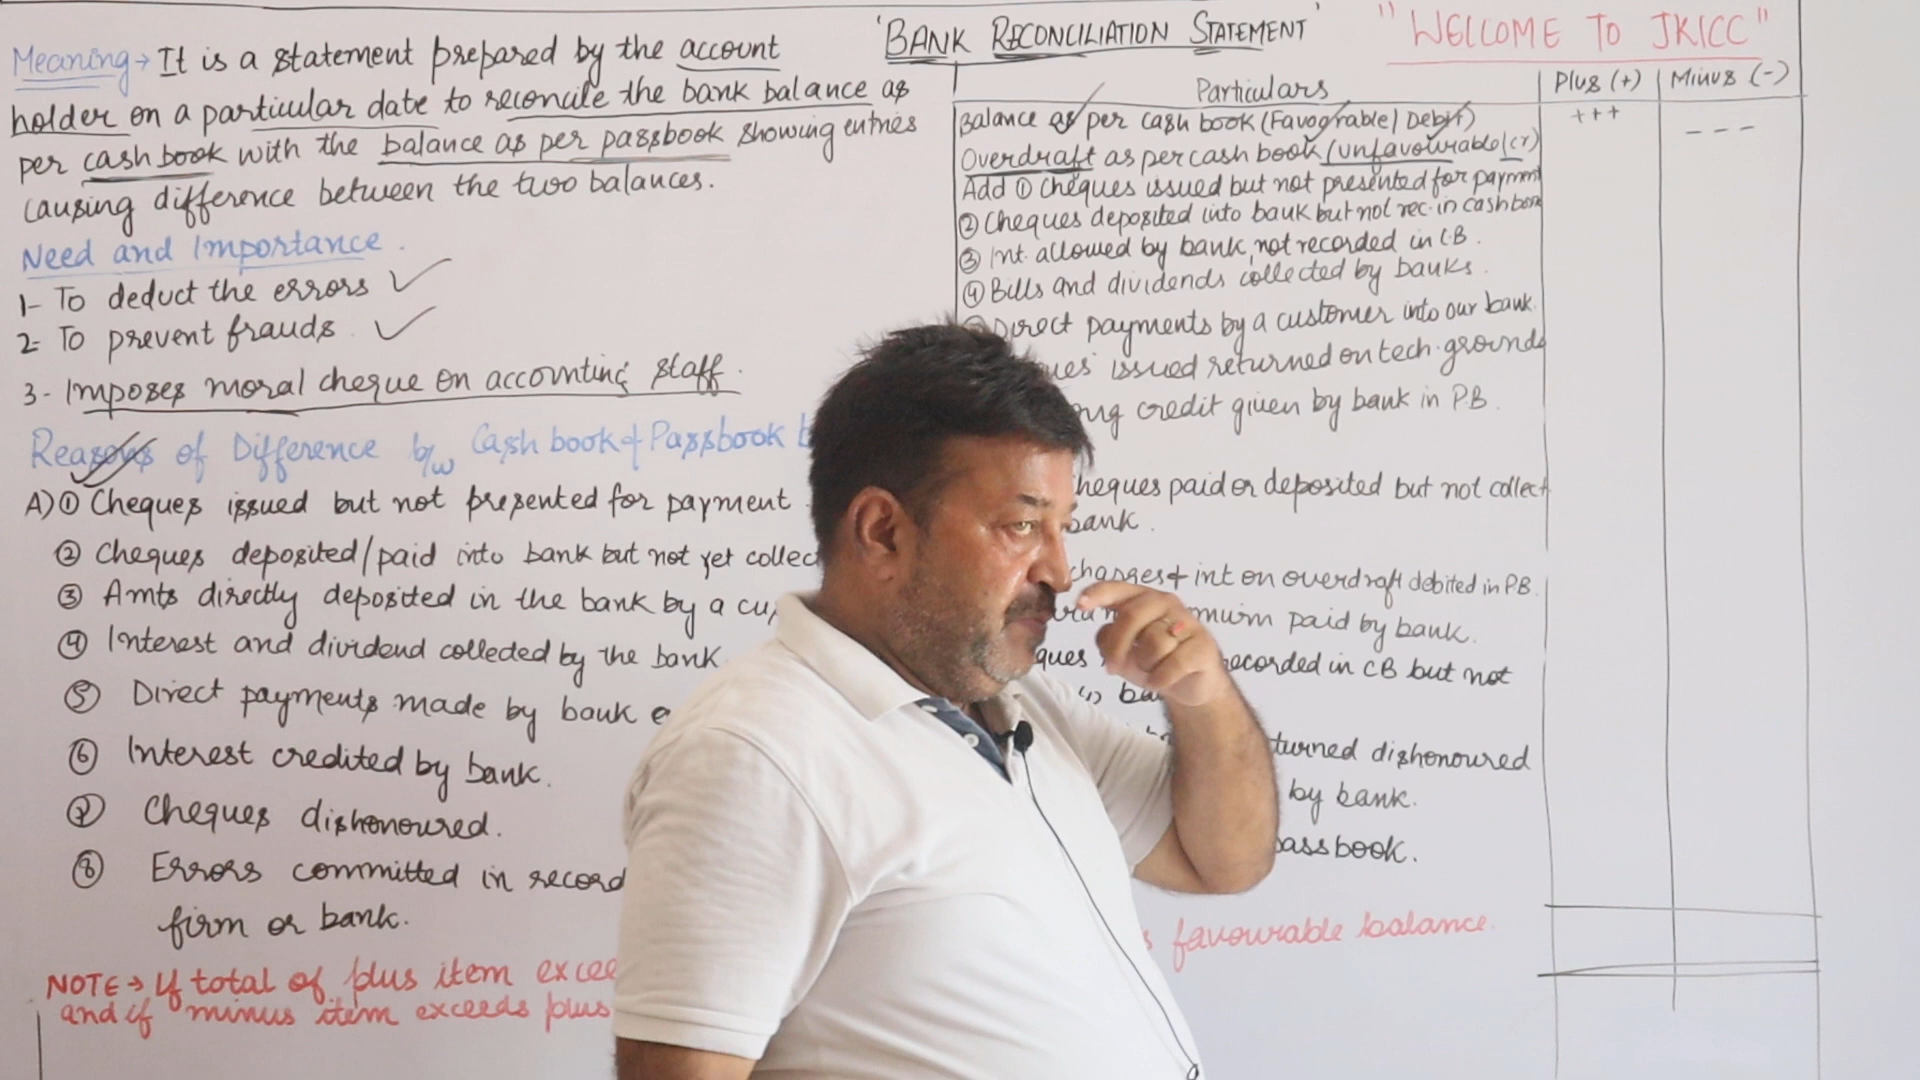 'BANK RECONCILIATION STATEMENT'
"WELCOME TO JKICC"
Meaning → It is a statement prepared by the account
holder on a particular date to reconcile the bank balance as
per cash book with the balance as per passbook showing entries
causing difference between the two balances.
Need and Importance.
1- To deduct the errors ✓
2- To prevent frauds. ✓
3- Imposes moral cheque on accounting staff.
Reasons of Difference b/w Cash book & Passbook
A) ① Cheques issued but not presented for payment
② Cheques deposited/paid into bank but not yet collec
③ Amts directly deposited in the bank by a cu
④ Interest and dividend collected by the bank
⑤ Direct payments made by bank
⑥ Interest credited by bank.
⑦ Cheques dishonoured.
⑧ Errors committed in record
firm or bank.
NOTE → If total of plus item excee
and if minus item exceeds plus
Particulars Plus (+) Minus (-)
Balance as per cash book (Favourable/Debit) +++
Overdraft as per cash book (unfavourable/cr) ---
Add ① Cheques issued but not presented for payment
② Cheques deposited into bank but not rec. in cash book
③ Int. allowed by bank, not recorded in CB.
④ Bills and dividends collected by banks.
Direct payments by a customer into our bank.
ues issued returned on tech. grounds
ong credit given by bank in P.B.
heques paid or deposited but not collect
bank.
charges & int on overdraft debited in P.B.
mium paid by bank.
ques recorded in CB but not
ba
turned dishonoured
by bank.
passbook.
s favourable balance.